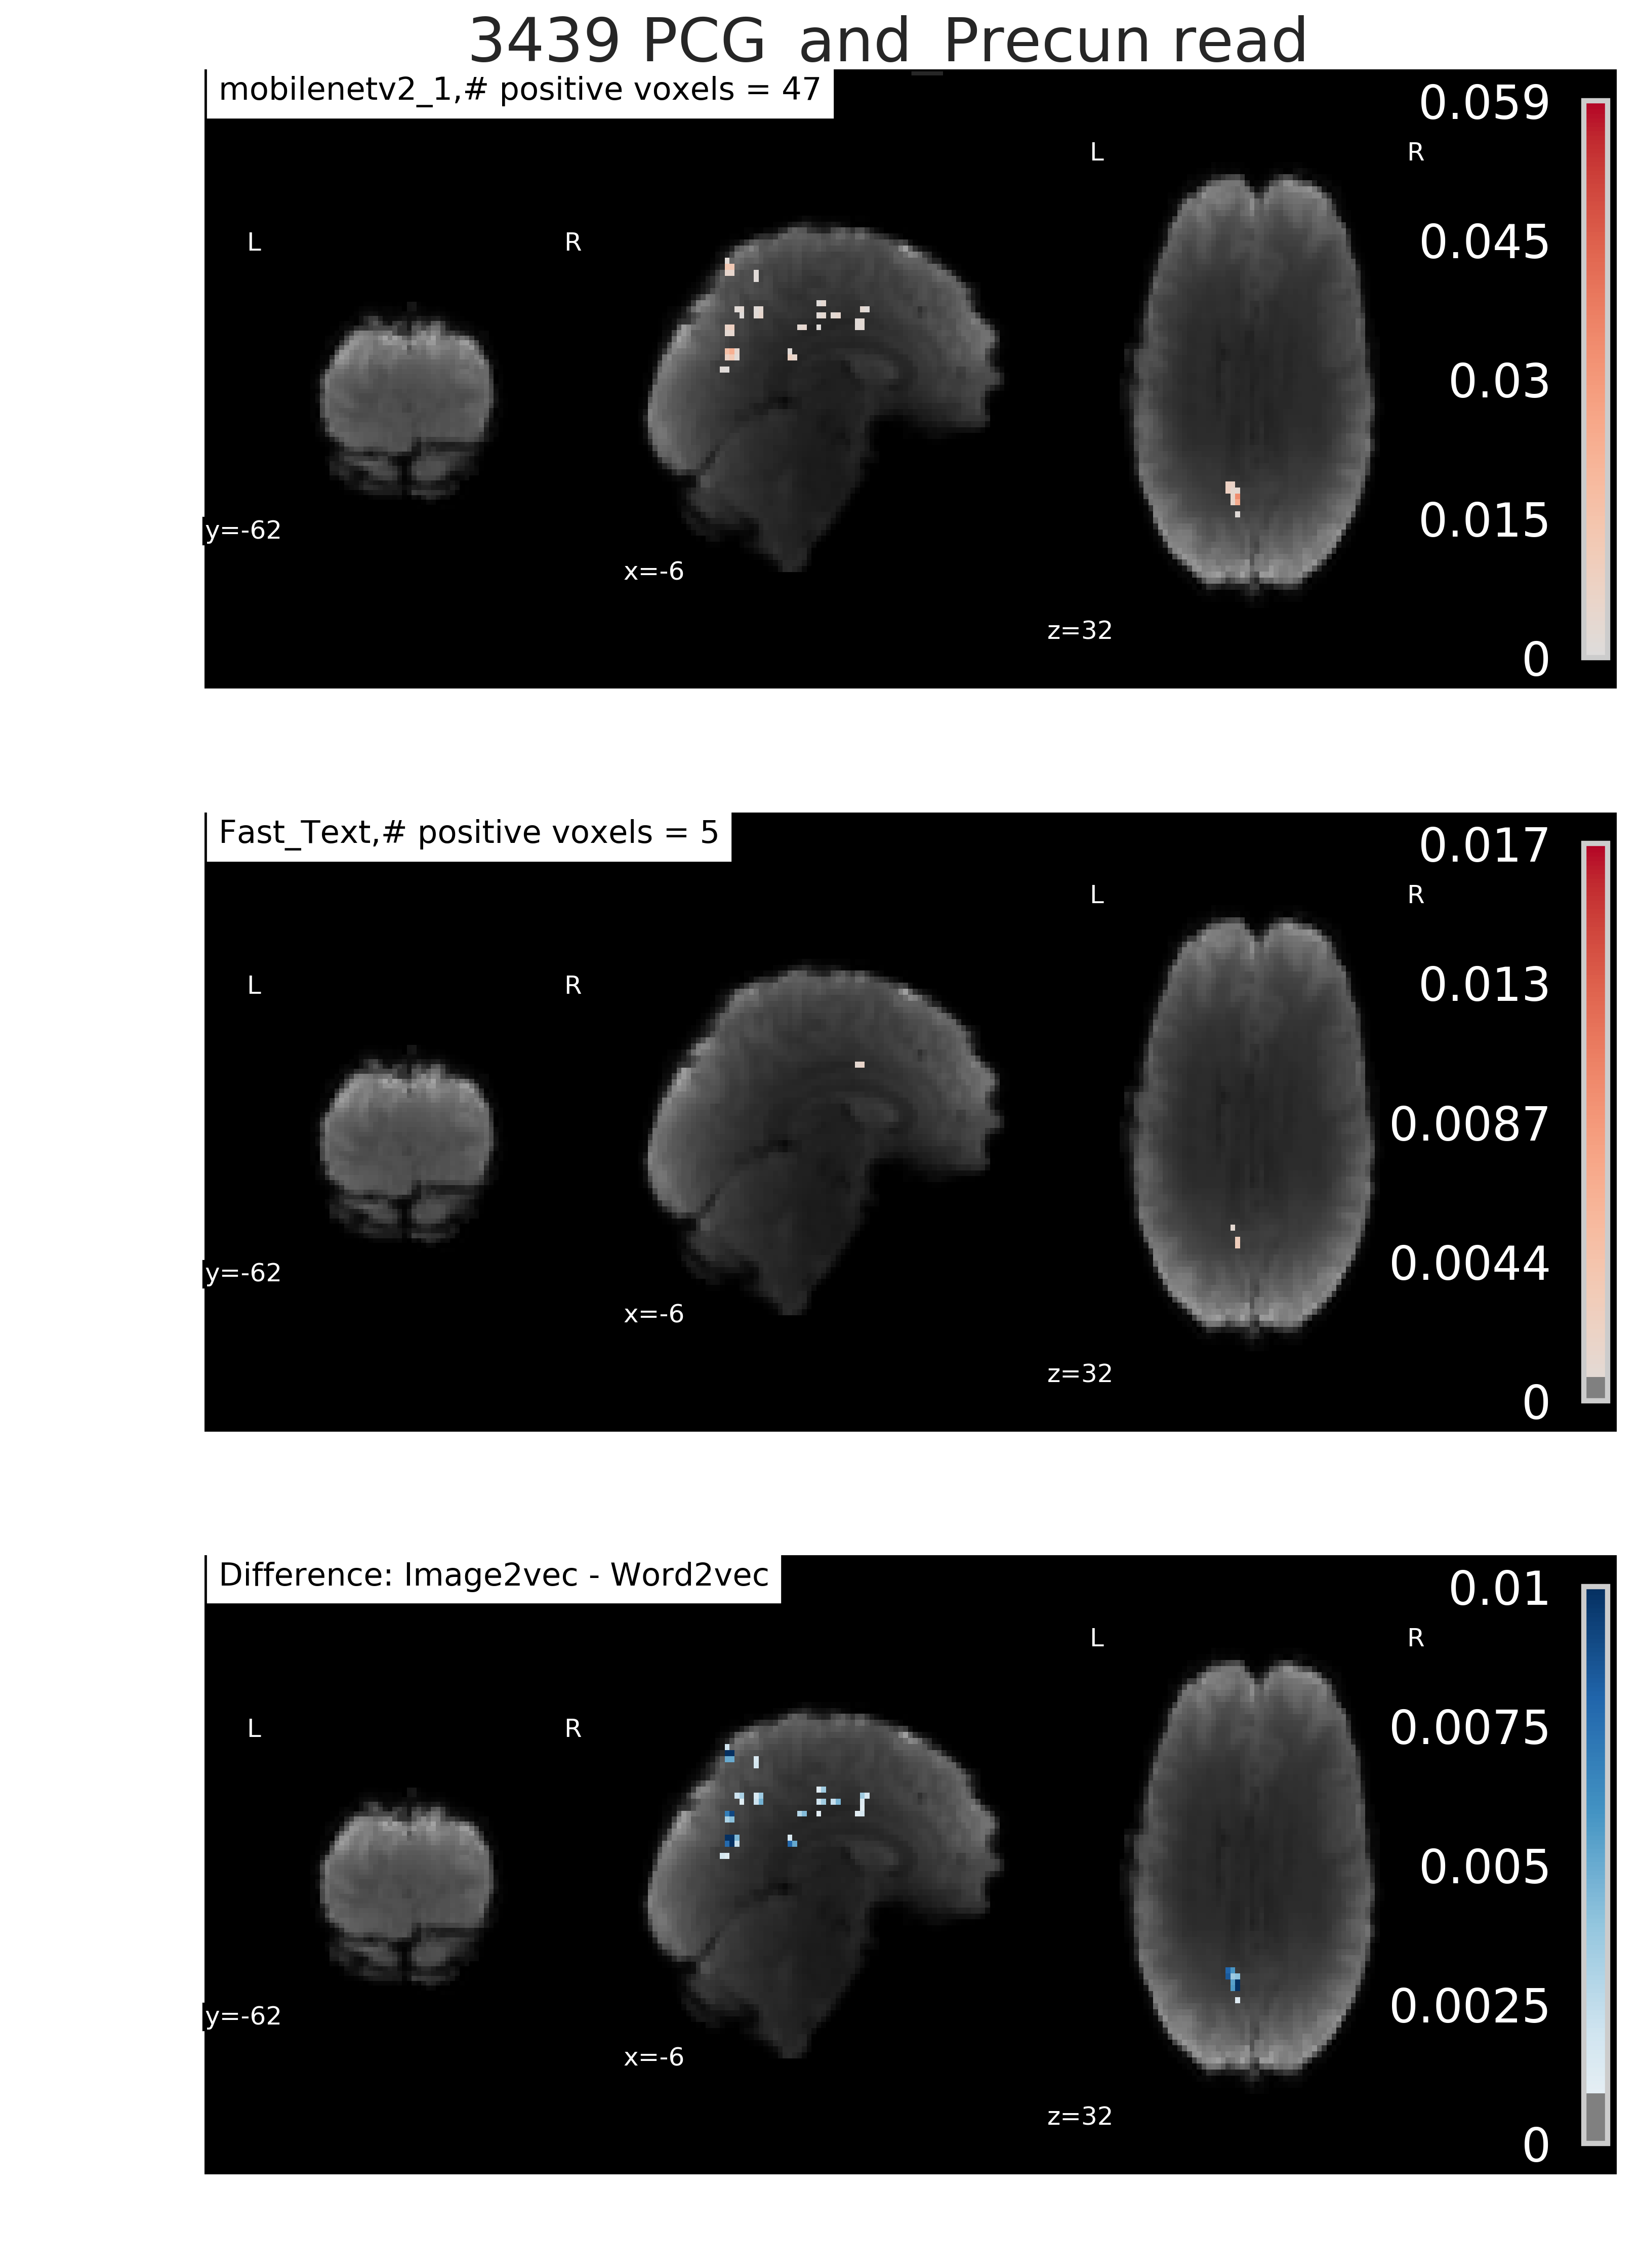 3439 PCG_and_Precun read
mobilenetv2_1,# positive voxels = 47
0.059
L R
0.045
L R
0.03
0.015
y=-62
x=-6
z=32
0
Fast_Text,# positive voxels = 5
0.017
L R
0.013
L R
0.0087
0.0044
y=-62
x=-6
z=32
0
Difference: Image2vec - Word2vec
0.01
L R
0.0075
L R
0.005
0.0025
y=-62
x=-6
z=32
0